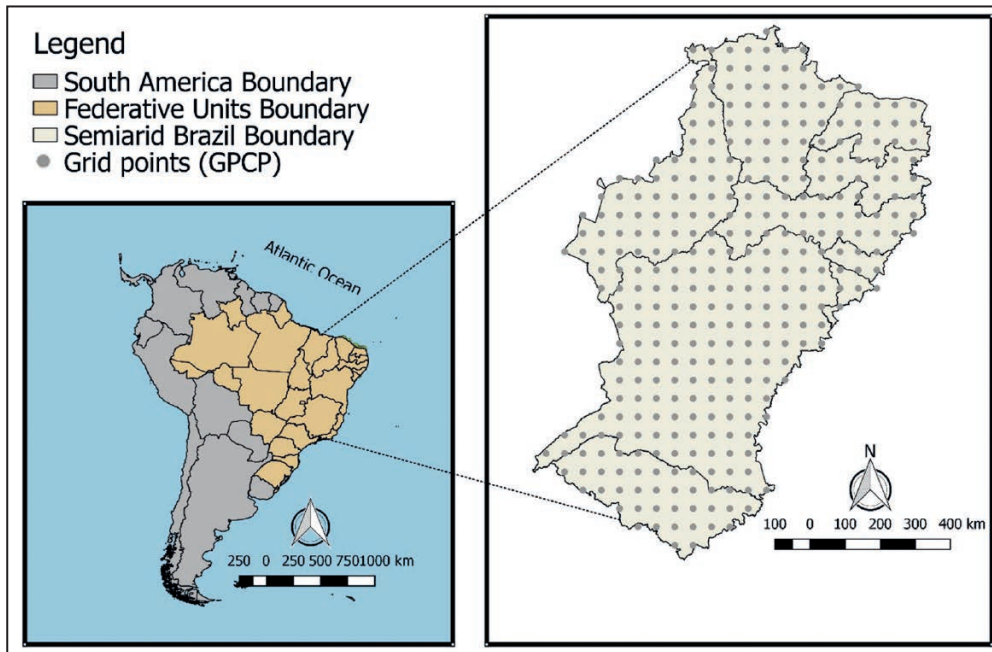 Legend
South America Boundary
Federative Units Boundary
Semiarid Brazil Boundary
Grid points (GPCP)
Atlantic Ocean
250 0 250 500 7501000 km
N
100 0 100 200 300 400 km